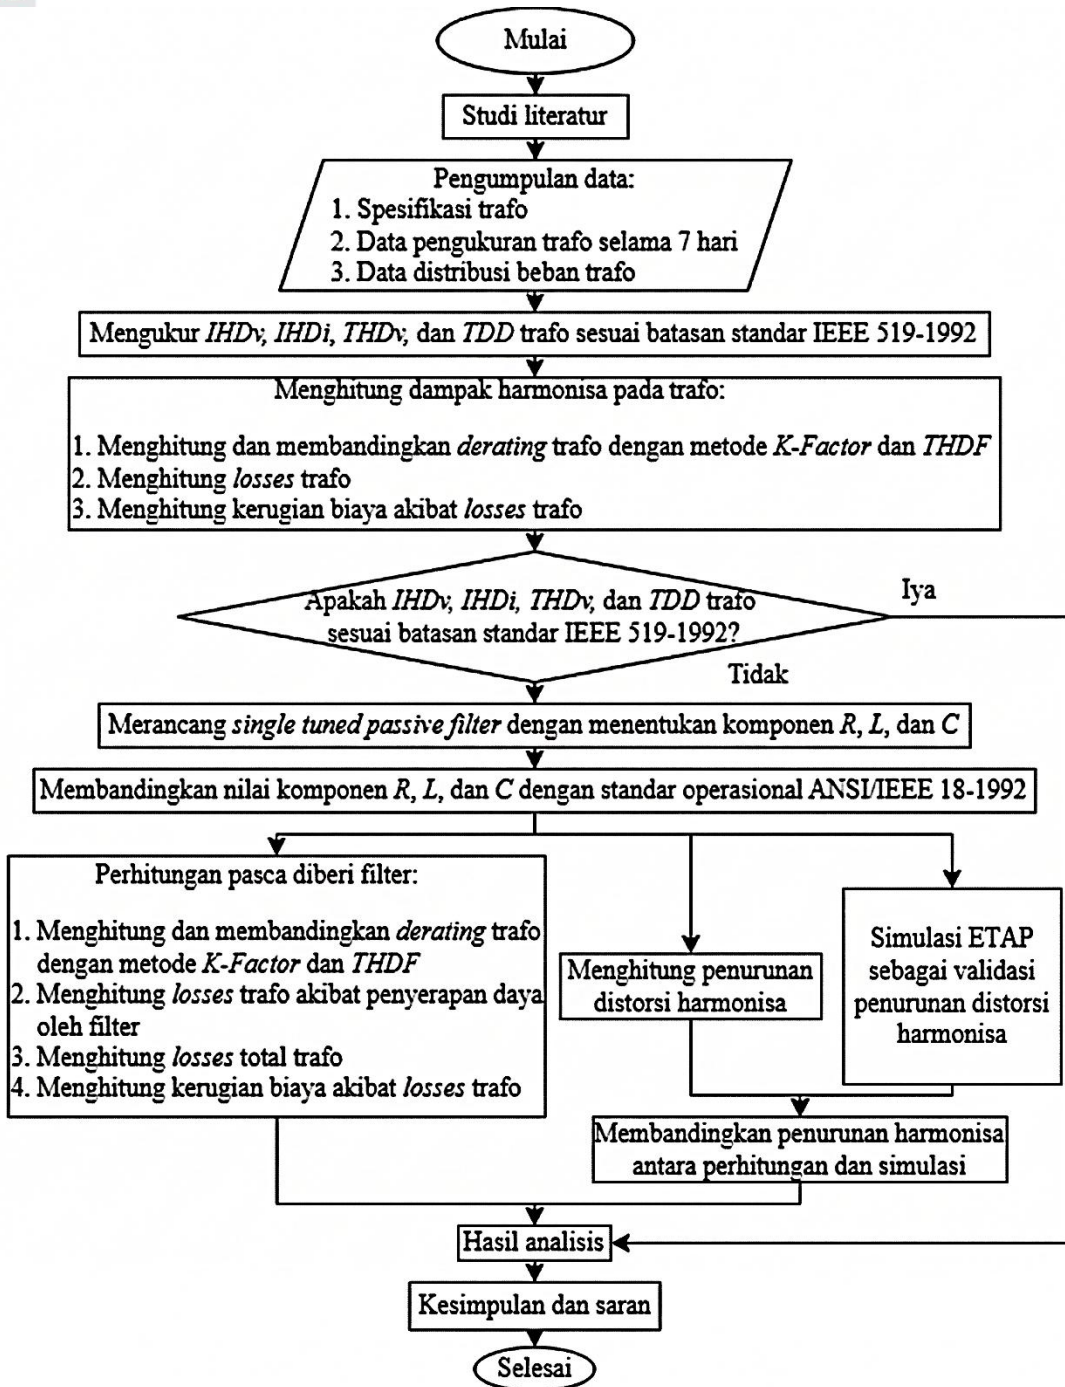 Mulai
Studi literatur
Pengumpulan data:
1. Spesifikasi trafo
2. Data pengukuran trafo selama 7 hari
3. Data distribusi beban trafo
Mengukur IHDv, IHDi, THDv, dan TDD trafo sesuai batasan standar IEEE 519-1992
Menghitung dampak harmonisa pada trafo:
1. Menghitung dan membandingkan derating trafo dengan metode K-Factor dan THDF
2. Menghitung losses trafo
3. Menghitung kerugian biaya akibat losses trafo
Apakah IHDv, IHDi, THDv, dan TDD trafo
sesuai batasan standar IEEE 519-1992?
Iya
Tidak
Merancang single tuned passive filter dengan menentukan komponen R, L, dan C
Membandingkan nilai komponen R, L, dan C dengan standar operasional ANSI/IEEE 18-1992
Perhitungan pasca diberi filter:
1. Menghitung dan membandingkan derating trafo
dengan metode K-Factor dan THDF
2. Menghitung losses trafo akibat penyerapan daya
oleh filter
3. Menghitung losses total trafo
4. Menghitung kerugian biaya akibat losses trafo
Menghitung penurunan
distorsi harmonisa
Simulasi ETAP
sebagai validasi
penurunan distorsi
harmonisa
Membandingkan penurunan harmonisa
antara perhitungan dan simulasi
Hasil analisis
Kesimpulan dan saran
Selesai